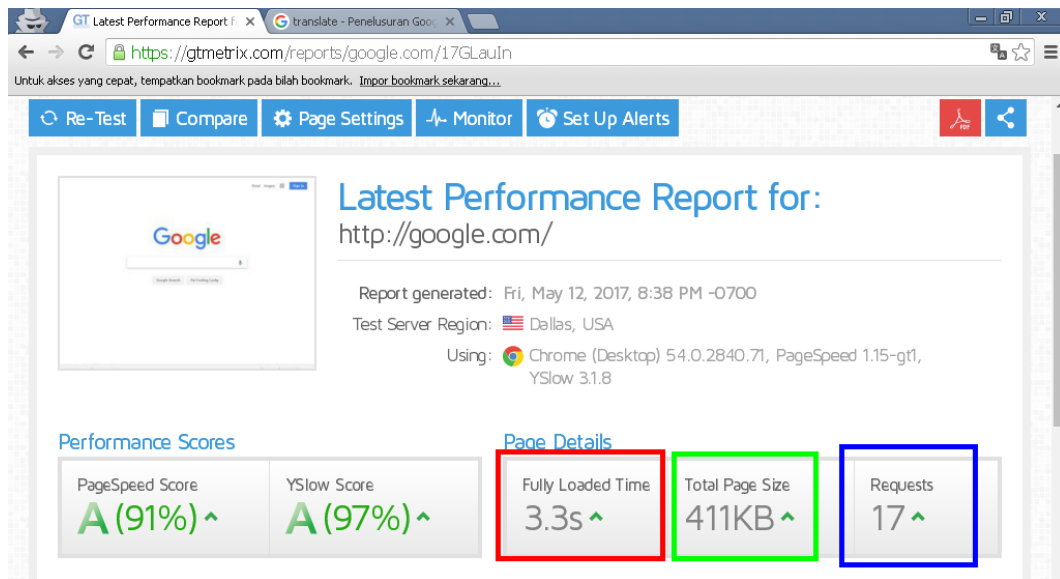 GT Latest Performance Report f
G translate - Penelusuran Goo
https://gtmetrix.com/reports/google.com/17GLauIn
Untuk akses yang cepat, tempatkan bookmark pada bilah bookmark. Impor bookmark sekarang...
Re-Test
Compare
Page Settings
Monitor
Set Up Alerts
PDF
Google
Latest Performance Report for:
http://google.com/
Report generated: Fri, May 12, 2017, 8:38 PM -0700
Test Server Region: Dallas, USA
Using: Chrome (Desktop) 54.0.2840.71, PageSpeed 1.15-gt1,
YSlow 3.1.8
Performance Scores
PageSpeed Score
A (91%)
YSlow Score
A (97%)
Page Details
Fully Loaded Time
3.3s
Total Page Size
411KB
Requests
17